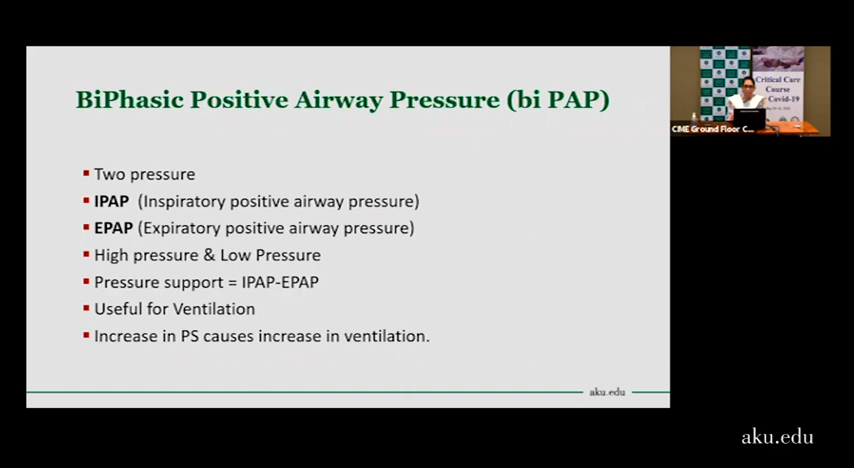 BiPhasic Positive Airway Pressure (bi PAP)
Two pressure
IPAP (Inspiratory positive airway pressure)
EPAP (Expiratory positive airway pressure)
High pressure & Low Pressure
Pressure support = IPAP-EPAP
Useful for Ventilation
Increase in PS causes increase in ventilation.
aku.edu
Critical Care
Course
Covid-19
CIME Ground Floor C...
aku.edu